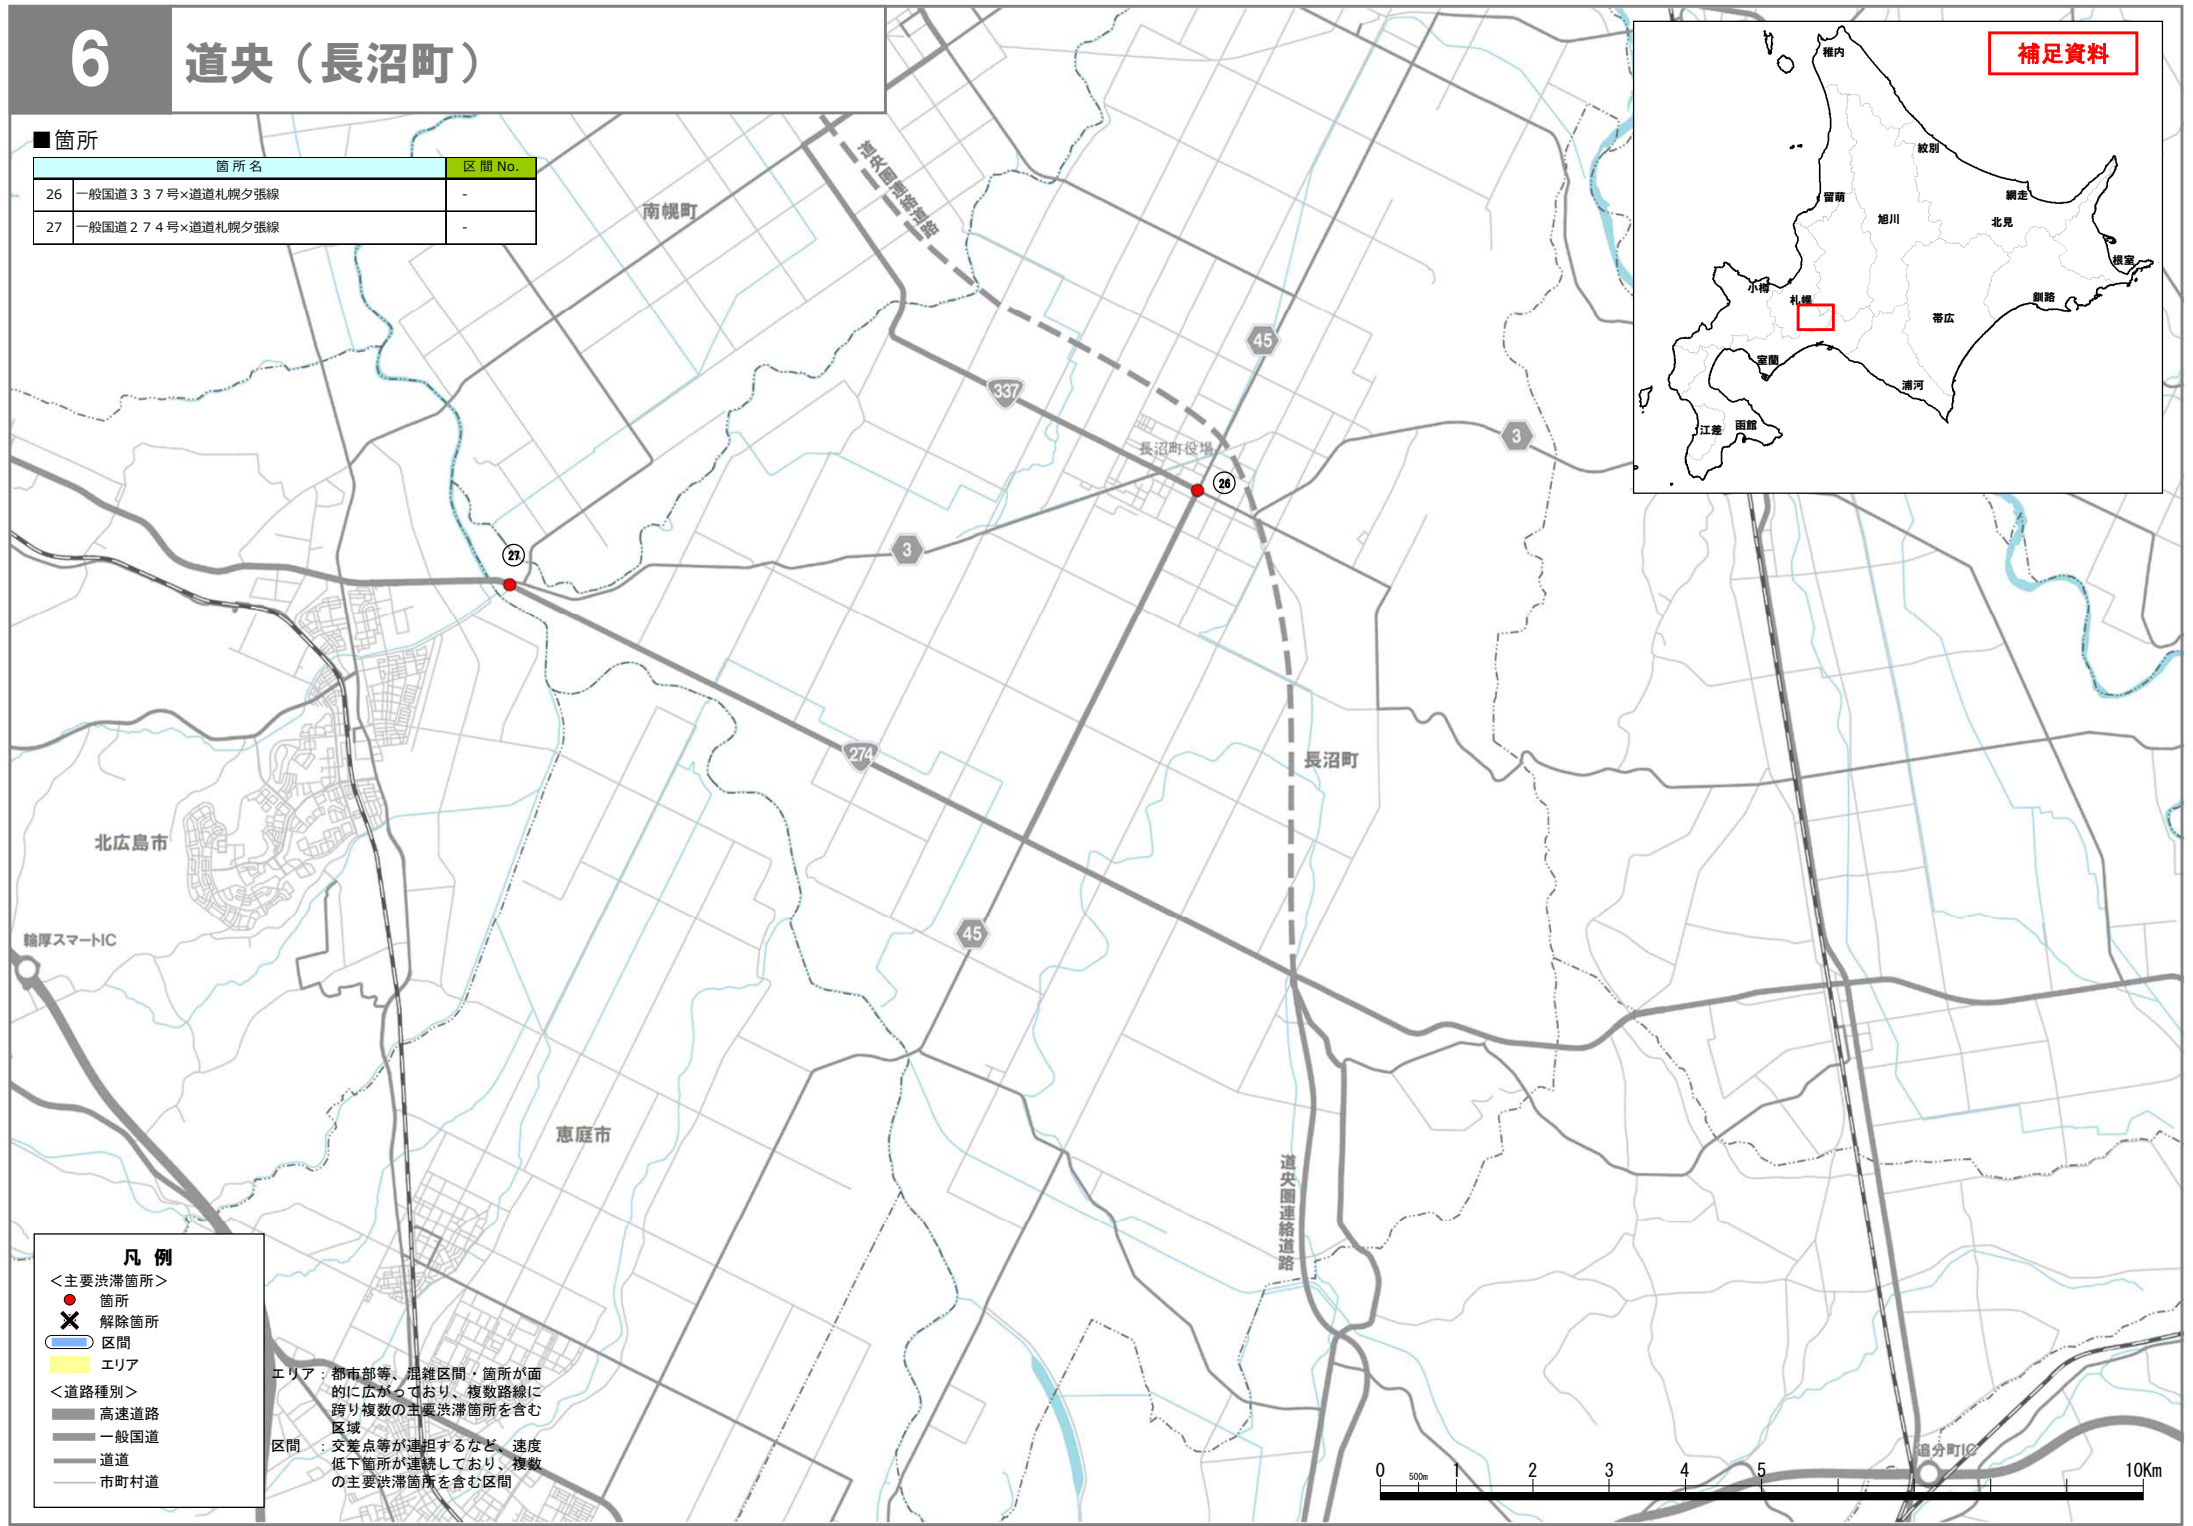 6
道央（長沼町）
補足資料
■箇所
箇所名 区間No.
26 一般国道３３７号×道道札幌夕張線 -
27 一般国道２７４号×道道札幌夕張線 -
稚内
紋別
留萌
旭川
網走
北見
根室
小樽
札幌
釧路
帯広
室蘭
浦河
江差
函館
道央圏連絡道路
南幌町
45
337
3
長沼町役場
26
3
27
274
長沼町
北広島市
45
輪厚スマートIC
恵庭市
道央圏連絡道路
追分町IC
凡 例
＜主要渋滞箇所＞
箇所
解除箇所
区間
エリア
＜道路種別＞
高速道路
一般国道
道道
市町村道
エリア：都市部等、混雑区間・箇所が面
的に広がっており、複数路線に
跨り複数の主要渋滞箇所を含む
区域
区間　：交差点等が連担するなど、速度
低下箇所が連続しており、複数
の主要渋滞箇所を含む区間
0 500m 1 2 3 4 5 10Km